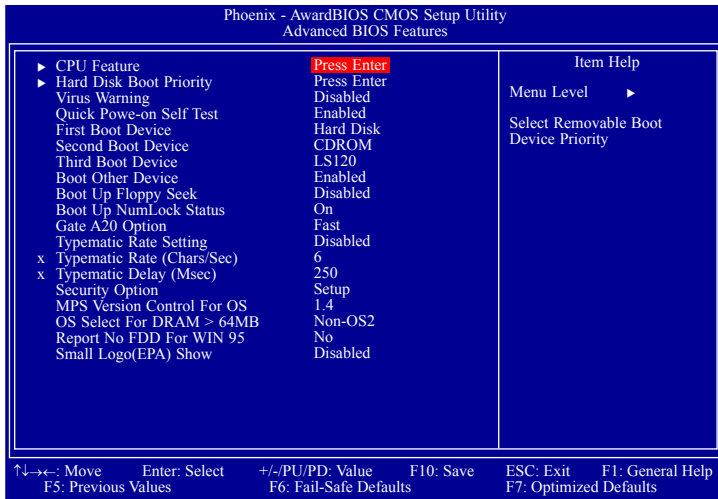 Phoenix - AwardBIOS CMOS Setup Utility
Advanced BIOS Features
► CPU Feature Press Enter
► Hard Disk Boot Priority Press Enter
Virus Warning Disabled
Quick Powe-on Self Test Enabled
First Boot Device Hard Disk
Second Boot Device CDROM
Third Boot Device LS120
Boot Other Device Enabled
Boot Up Floppy Seek Disabled
Boot Up NumLock Status On
Gate A20 Option Fast
Typematic Rate Setting Disabled
x Typematic Rate (Chars/Sec) 6
x Typematic Delay (Msec) 250
Security Option Setup
MPS Version Control For OS 1.4
OS Select For DRAM > 64MB Non-OS2
Report No FDD For WIN 95 No
Small Logo(EPA) Show Disabled
Item Help
Menu Level ►
Select Removable Boot
Device Priority
↑↓→←: Move Enter: Select +/-/PU/PD: Value F10: Save ESC: Exit F1: General Help
F5: Previous Values F6: Fail-Safe Defaults F7: Optimized Defaults